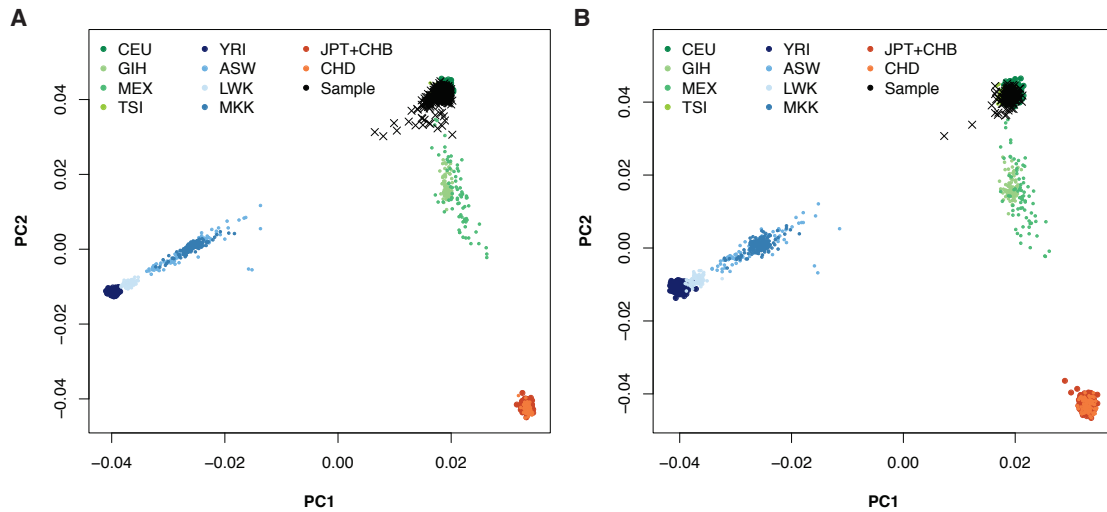 A
CEU YRI JPT+CHB
GIH ASW CHD
MEX LWK Sample
TSI MKK
PC2
0.04
0.02
0.00
−0.02
−0.04
−0.04 −0.02 0.00 0.02
PC1
B
CEU YRI JPT+CHB
GIH ASW CHD
MEX LWK Sample
TSI MKK
PC2
0.04
0.02
0.00
−0.02
−0.04
−0.04 −0.02 0.00 0.02
PC1